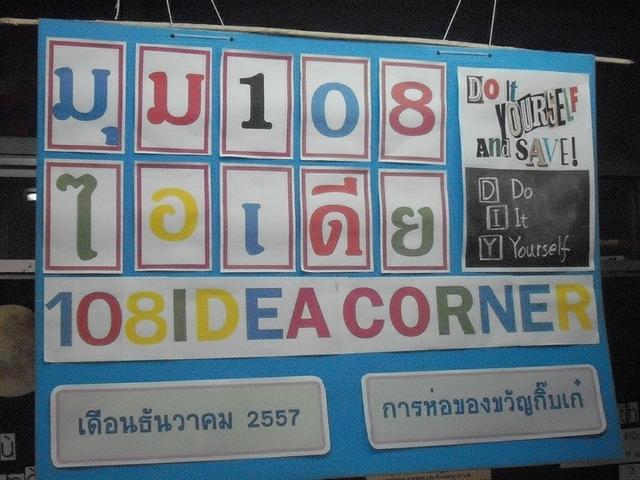 มุม108
ไอเดีย
Do It
YOURSELF
And SAVE!
D Do
I It
Y Yourself
108IDEA CORNER
เดือนธันวาคม 2557
การห่อของขวัญกิ๊บเก๋